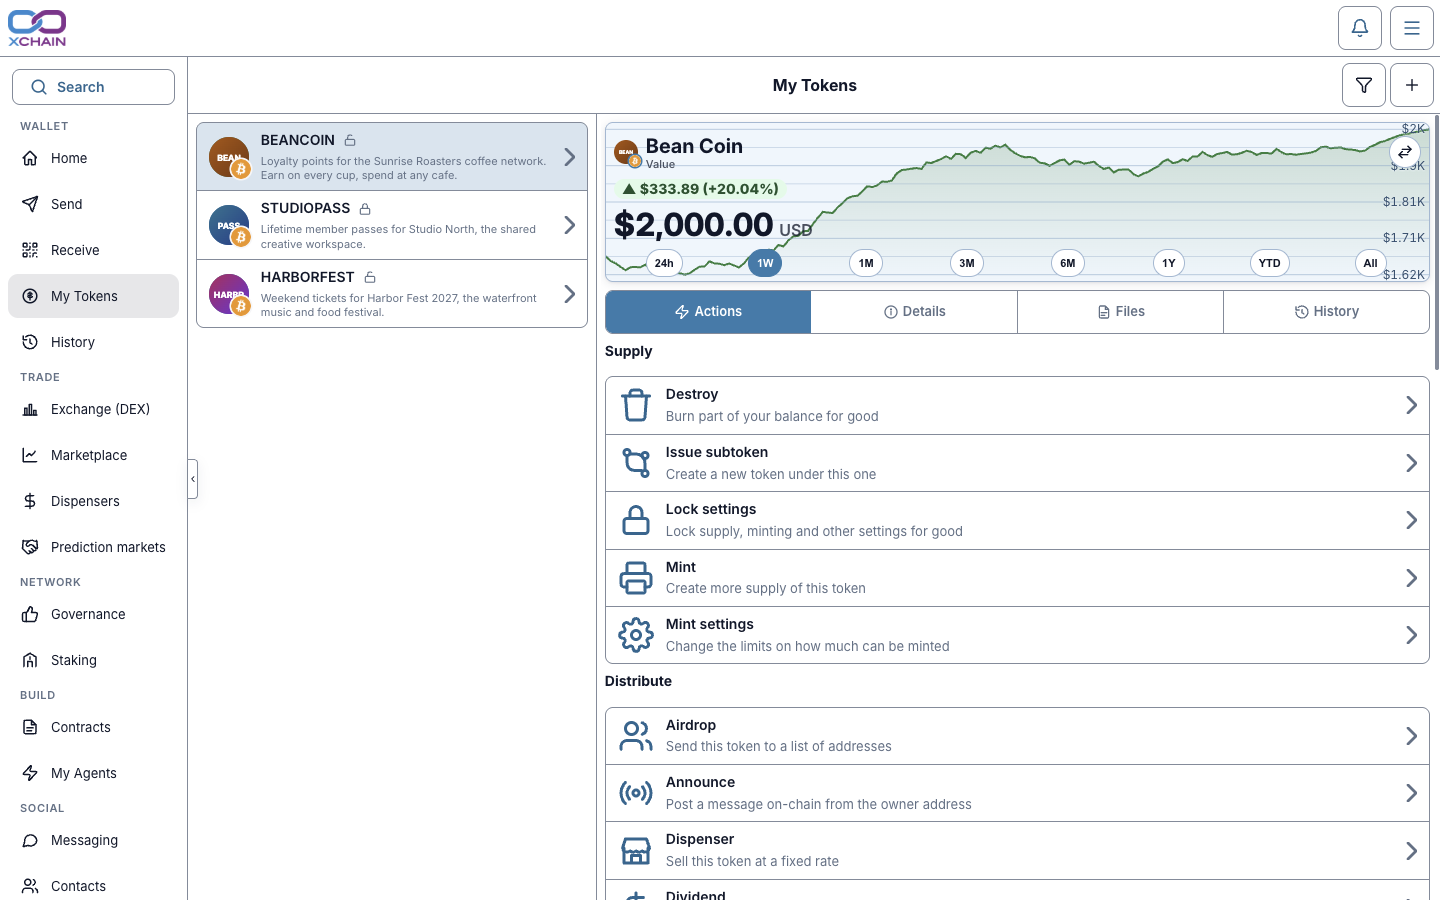 XCHAIN
Search
WALLET
Home
Send
Receive
My Tokens
History
TRADE
Exchange (DEX)
Marketplace
Dispensers
Prediction markets
NETWORK
Governance
Staking
BUILD
Contracts
My Agents
SOCIAL
Messaging
Contacts
My Tokens
BEAN
BEANCOIN
Loyalty points for the Sunrise Roasters coffee network.
Earn on every cup, spend at any cafe.
PASS
STUDIOPASS
Lifetime member passes for Studio North, the shared
creative workspace.
HARBORFEST
Weekend tickets for Harbor Fest 2027, the waterfront
music and food festival.
BEAN
Bean Coin
Value
▲ $333.89 (+20.04%)
$2,000.00 USD
$2K
$1.81K
$1.71K
$1.62K
24h 1W 1M 3M 6M 1Y YTD All
Actions Details Files History
Supply
Destroy
Burn part of your balance for good
Issue subtoken
Create a new token under this one
Lock settings
Lock supply, minting and other settings for good
Mint
Create more supply of this token
Mint settings
Change the limits on how much can be minted
Distribute
Airdrop
Send this token to a list of addresses
Announce
Post a message on-chain from the owner address
Dispenser
Sell this token at a fixed rate
Dividend